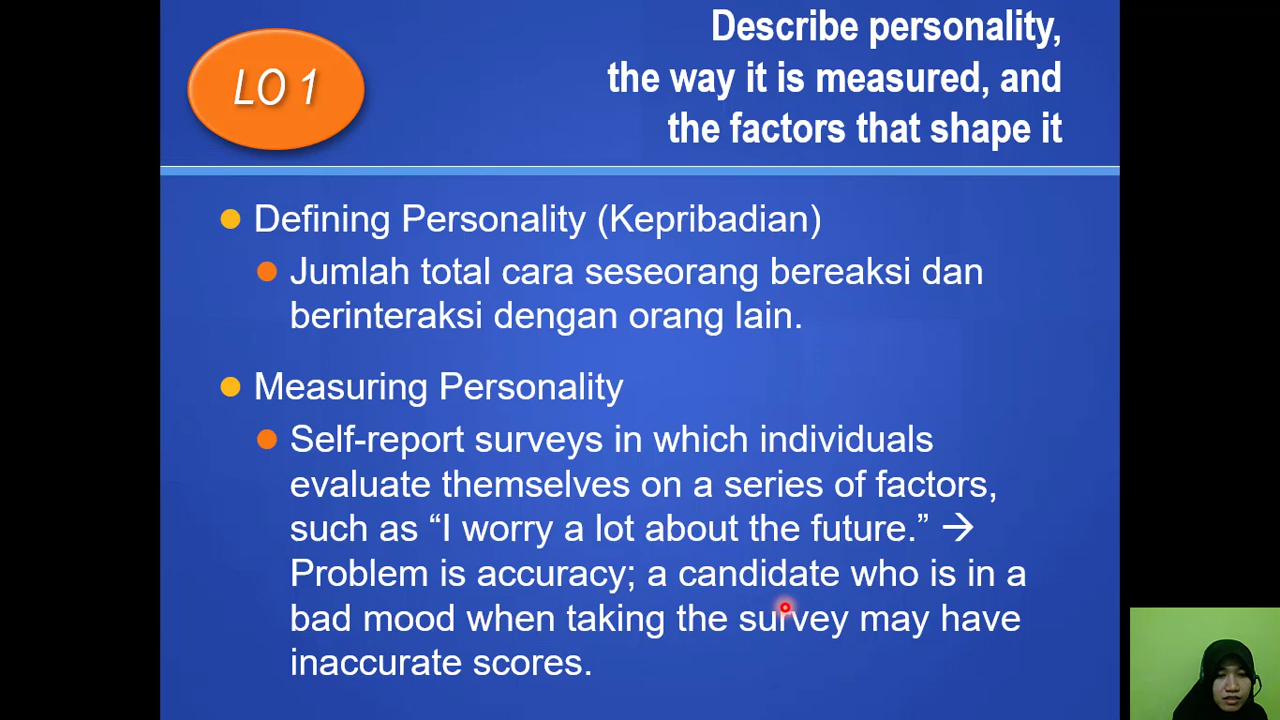 LO 1
Describe personality,
the way it is measured, and
the factors that shape it
Defining Personality (Kepribadian)
Jumlah total cara seseorang bereaksi dan
berinteraksi dengan orang lain.
Measuring Personality
Self-report surveys in which individuals
evaluate themselves on a series of factors,
such as “I worry a lot about the future.” →
Problem is accuracy; a candidate who is in a
bad mood when taking the survey may have
inaccurate scores.